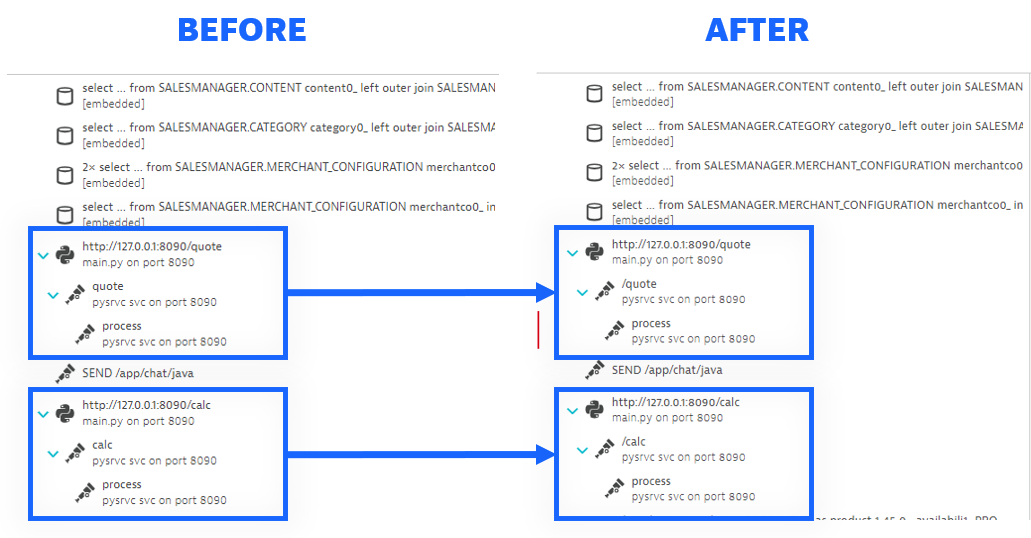 BEFORE
select ... from SALESMANAGER.CONTENT content0_ left outer join SALESMAN
[embedded]
select ... from SALESMANAGER.CATEGORY category0_ left outer join SALESMA
[embedded]
2× select ... from SALESMANAGER.MERCHANT_CONFIGURATION merchantco0
[embedded]
select ... from SALESMANAGER.MERCHANT_CONFIGURATION merchantco0_ in
[embedded]
http://127.0.0.1:8090/quote
main.py on port 8090
quote
pysrvc svc on port 8090
process
pysrvc svc on port 8090
SEND /app/chat/java
http://127.0.0.1:8090/calc
main.py on port 8090
calc
pysrvc svc on port 8090
process
pysrvc svc on port 8090
AFTER
select ... from SALESMANAGER.CONTENT content0_ left outer join SALESMAN
[embedded]
select ... from SALESMANAGER.CATEGORY category0_ left outer join SALESMA
[embedded]
2× select ... from SALESMANAGER.MERCHANT_CONFIGURATION merchantco0
[embedded]
select ... from SALESMANAGER.MERCHANT_CONFIGURATION merchantco0_ in
[embedded]
http://127.0.0.1:8090/quote
main.py on port 8090
/quote
pysrvc svc on port 8090
process
pysrvc svc on port 8090
SEND /app/chat/java
http://127.0.0.1:8090/calc
main.py on port 8090
/calc
pysrvc svc on port 8090
process
pysrvc svc on port 8090